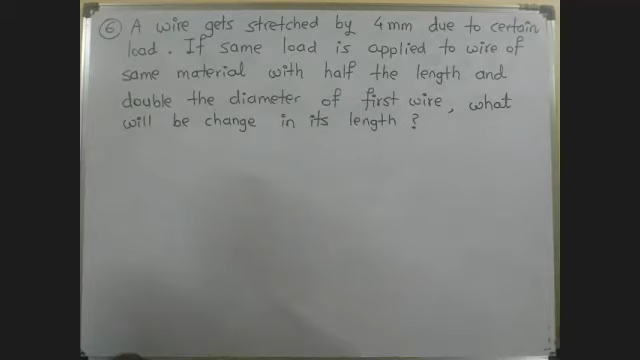 ⑥ A wire gets stretched by 4mm due to certain
load. If same load is applied to wire of
same material with half the length and
double the diameter of first wire, what
will be change in its length ?